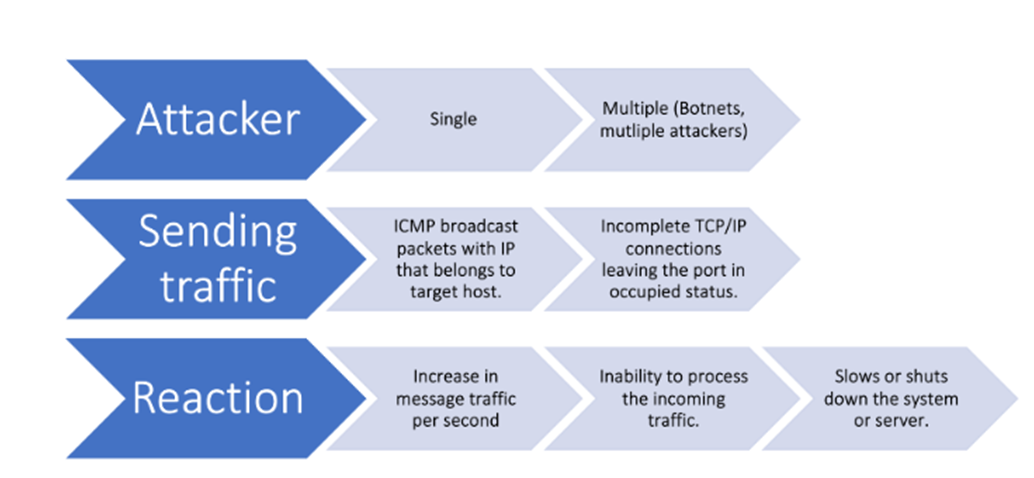 Attacker
Single
Multiple (Botnets,
mutliple attackers)
Sending
traffic
ICMP broadcast
packets with IP
that belongs to
target host.
Incomplete TCP/IP
connections
leaving the port in
occupied status.
Reaction
Increase in
message traffic
per second
Inability to process
the incoming
traffic.
Slows or shuts
down the system
or server.